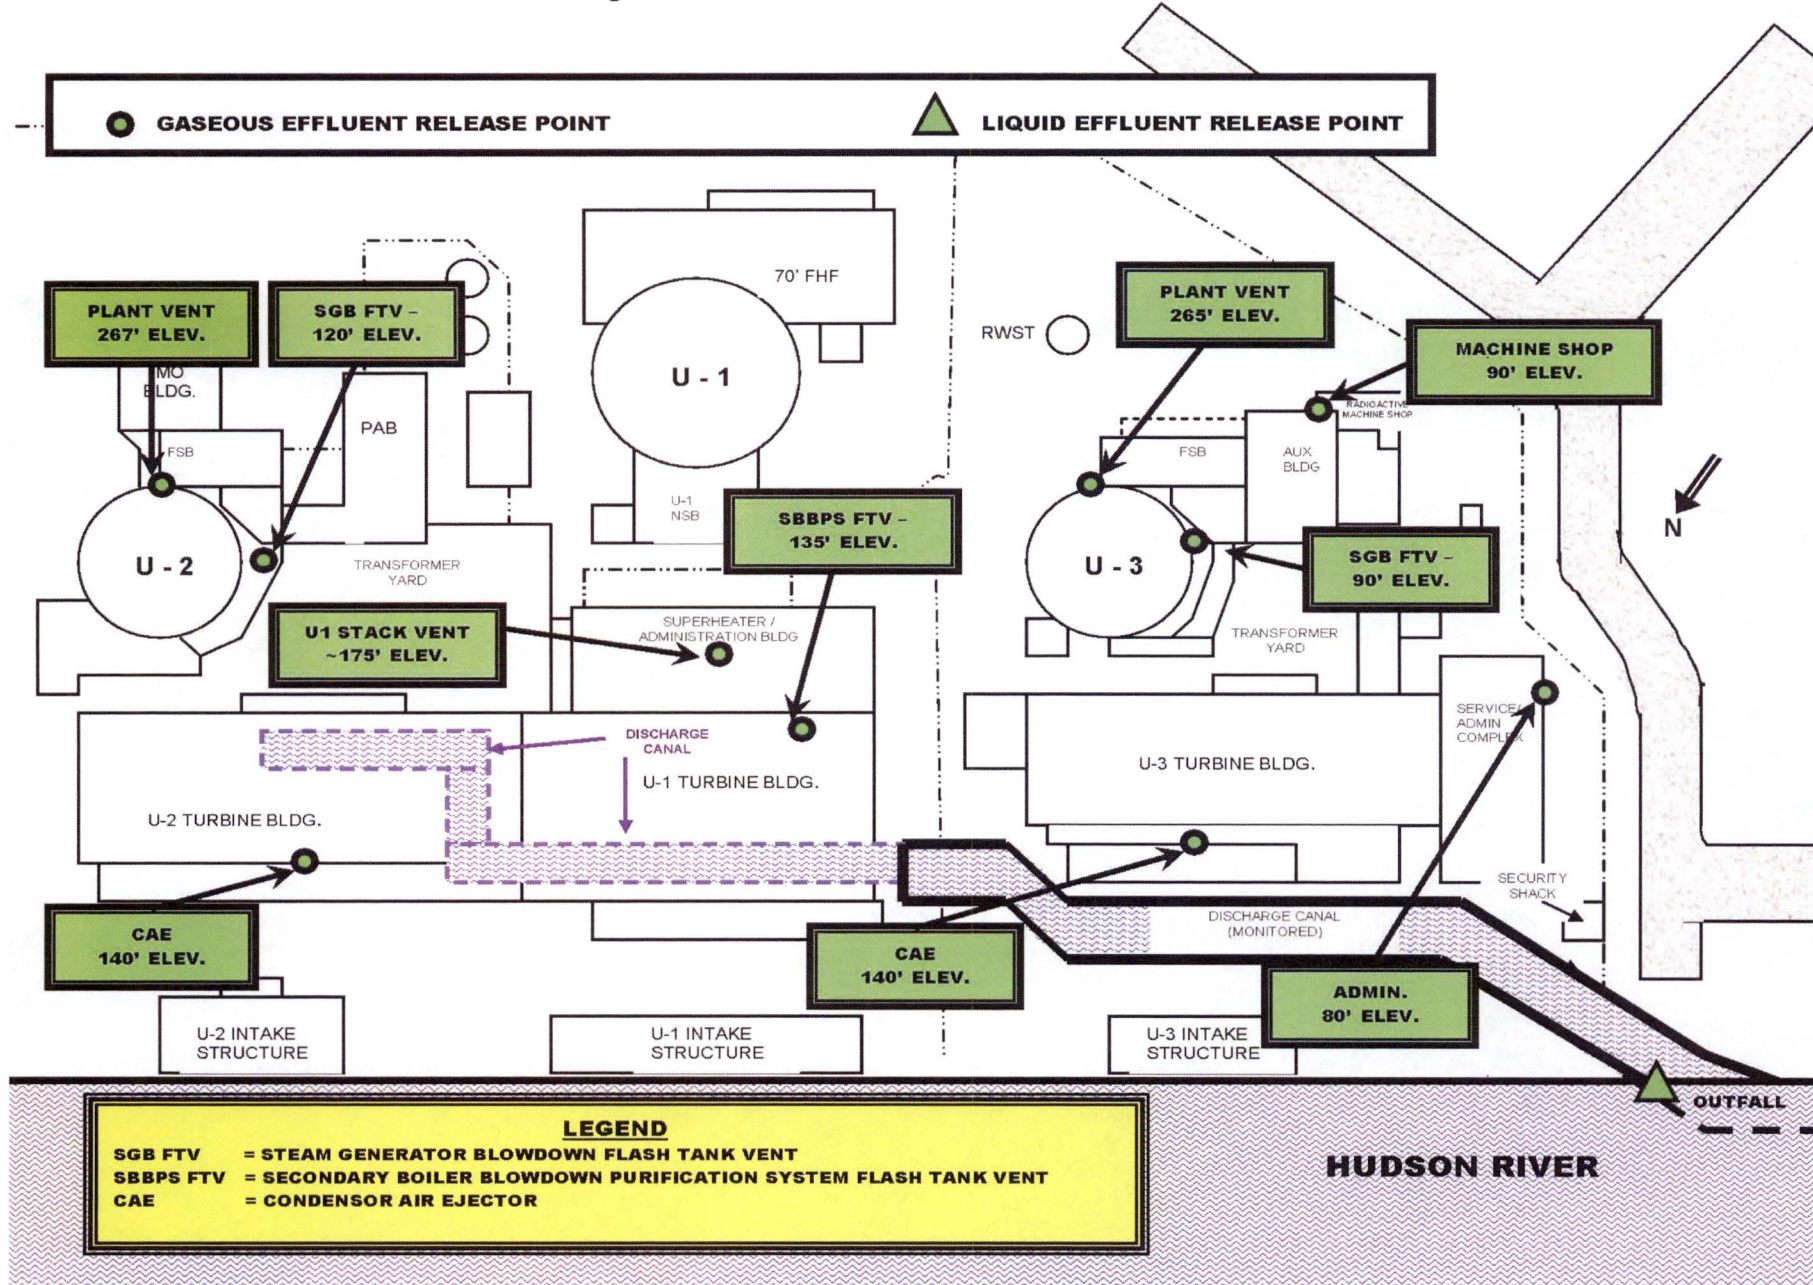 GASEOUS EFFLUENT RELEASE POINT
LIQUID EFFLUENT RELEASE POINT
70' FHF
PLANT VENT
267' ELEV.
SGB FTV –
120' ELEV.
U - 1
RWST
PLANT VENT
265' ELEV.
MACHINE SHOP
90' ELEV.
MO
BLDG.
PAB
FSB
RADIOACTIVE
MACHINE SHOP
FSB
AUX
BLDG
U-1
NSB
SBBPS FTV –
135' ELEV.
N
U - 2
TRANSFORMER
YARD
U - 3
SGB FTV –
90' ELEV.
U1 STACK VENT
~175' ELEV.
SUPERHEATER /
ADMINISTRATION BLDG
TRANSFORMER
YARD
DISCHARGE
CANAL
SERVICE/
ADMIN
COMPLEX
U-1 TURBINE BLDG.
U-3 TURBINE BLDG.
U-2 TURBINE BLDG.
SECURITY
SHACK
CAE
140' ELEV.
DISCHARGE CANAL
(MONITORED)
CAE
140' ELEV.
ADMIN.
80' ELEV.
U-2 INTAKE
STRUCTURE
U-1 INTAKE
STRUCTURE
U-3 INTAKE
STRUCTURE
OUTFALL
LEGEND
SGB FTV = STEAM GENERATOR BLOWDOWN FLASH TANK VENT
SBBPS FTV = SECONDARY BOILER BLOWDOWN PURIFICATION SYSTEM FLASH TANK VENT
CAE = CONDENSOR AIR EJECTOR
HUDSON RIVER